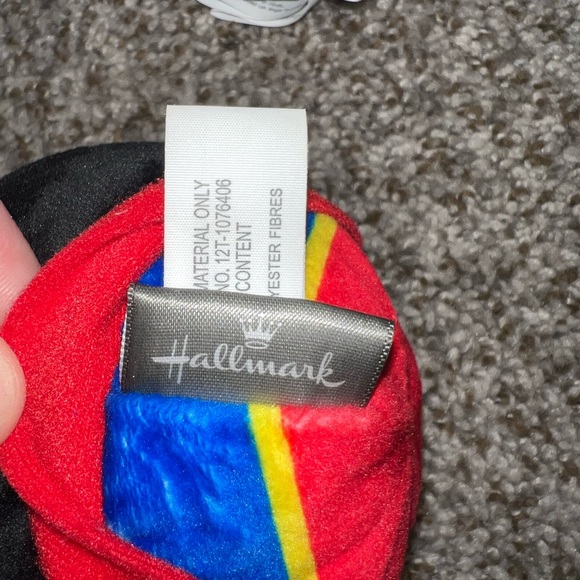 MATERIAL ONLY
NO. 12T-1076406
CONTENT
YESTER FIBRES
Hallmark